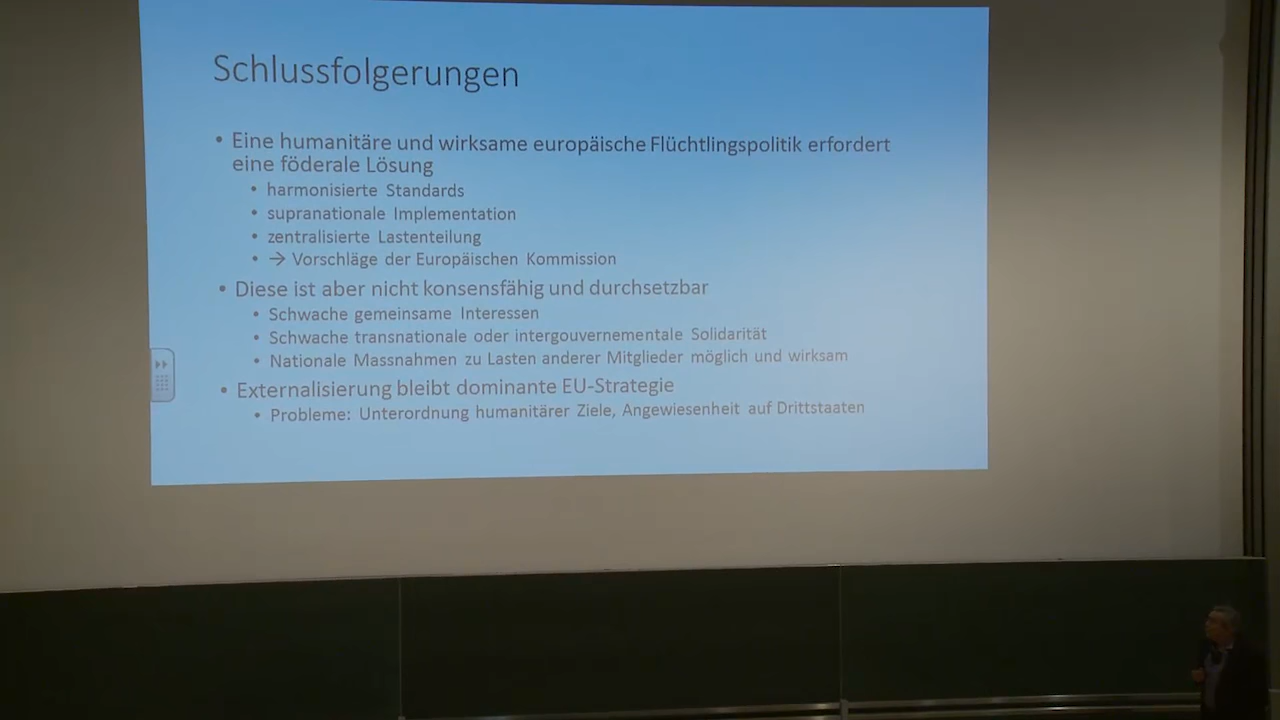 Schlussfolgerungen
• Eine humanitäre und wirksame europäische Flüchtlingspolitik erfordert
eine föderale Lösung
• harmonisierte Standards
• supranationale Implementation
• zentralisierte Lastenteilung
• → Vorschläge der Europäischen Kommission
• Diese ist aber nicht konsensfähig und durchsetzbar
• Schwache gemeinsame Interessen
• Schwache transnationale oder intergouvernementale Solidarität
• Nationale Massnahmen zu Lasten anderer Mitglieder möglich und wirksam
• Externalisierung bleibt dominante EU-Strategie
• Probleme: Unterordnung humanitärer Ziele, Angewiesenheit auf Drittstaaten